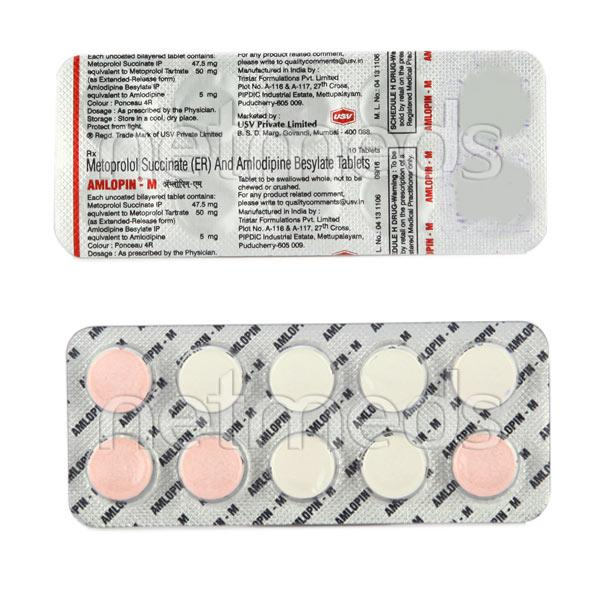 Each uncoated bilayered tablet contains:
Metoprolol Succinate IP 47.5 mg
equivalent to Metoprolol Tartrate 50 mg
(as Extended-Release form)
Amlodipine Besylate IP
equivalent to Amlodipine 5 mg
Colour : Ponceau 4R
Dosage : As prescribed by the Physician.
Storage : Store in a cool, dry place.
Protect from light.
® Regd. Trade Mark of USV Private Limited
For any product related comment,
please write to qualitycomments@usv.in
Manufactured in India by :
Tristar Formulations Pvt. Limited
Plot No. A-116 & A-117, 27th Cross,
PIPDIC Industrial Estate, Mettupalayam,
Puducherry-605 009.
Marketed by :
USV Private Limited
B. S. D. Marg, Govandi, Mumbai - 400 088.
USV
M. L. No.: 04 13 1106
SCHEDULE H DRUG-Warning : To be
sold by retail on the prescription of a
Registered Medical Practitioner only.
AMLOPIN - M
Rx 10 Tablets
Metoprolol Succinate (ER) And Amlodipine Besylate Tablets
AMLOPIN® - M अ‍ॅम्लोपिन-एम
Each uncoated bilayered tablet contains:
Metoprolol Succinate IP 47.5 mg
equivalent to Metoprolol Tartrate 50 mg
(as Extended-Release form)
Amlodipine Besylate IP
equivalent to Amlodipine 5 mg
Colour : Ponceau 4R
Dosage : As prescribed by the Physician.
Tablet to be swallowed whole, not to be
chewed or crushed.
For any product related comment,
please write to qualitycomments@usv.in
Manufactured in India by :
Tristar Formulations Pvt. Limited
Plot No. A-116 & A-117, 27th Cross,
PIPDIC Industrial Estate, Mettupalayam,
Puducherry-605 009.
0916
L. No.: 04 13 1106
EDULE H DRUG-Warning : To be
by retail on the prescription of a
istered Medical Practitioner only.
AMLOPIN - M
netmeds
AMLOPIN - M
AMLOPIN - M
AMLOPIN - M
AMLOPIN - M
AMLOPIN - M
netmeds
AMLOPIN - M
AMLOPIN - M
AMLOPIN - M
AMLOPIN - M
AMLOPIN - M